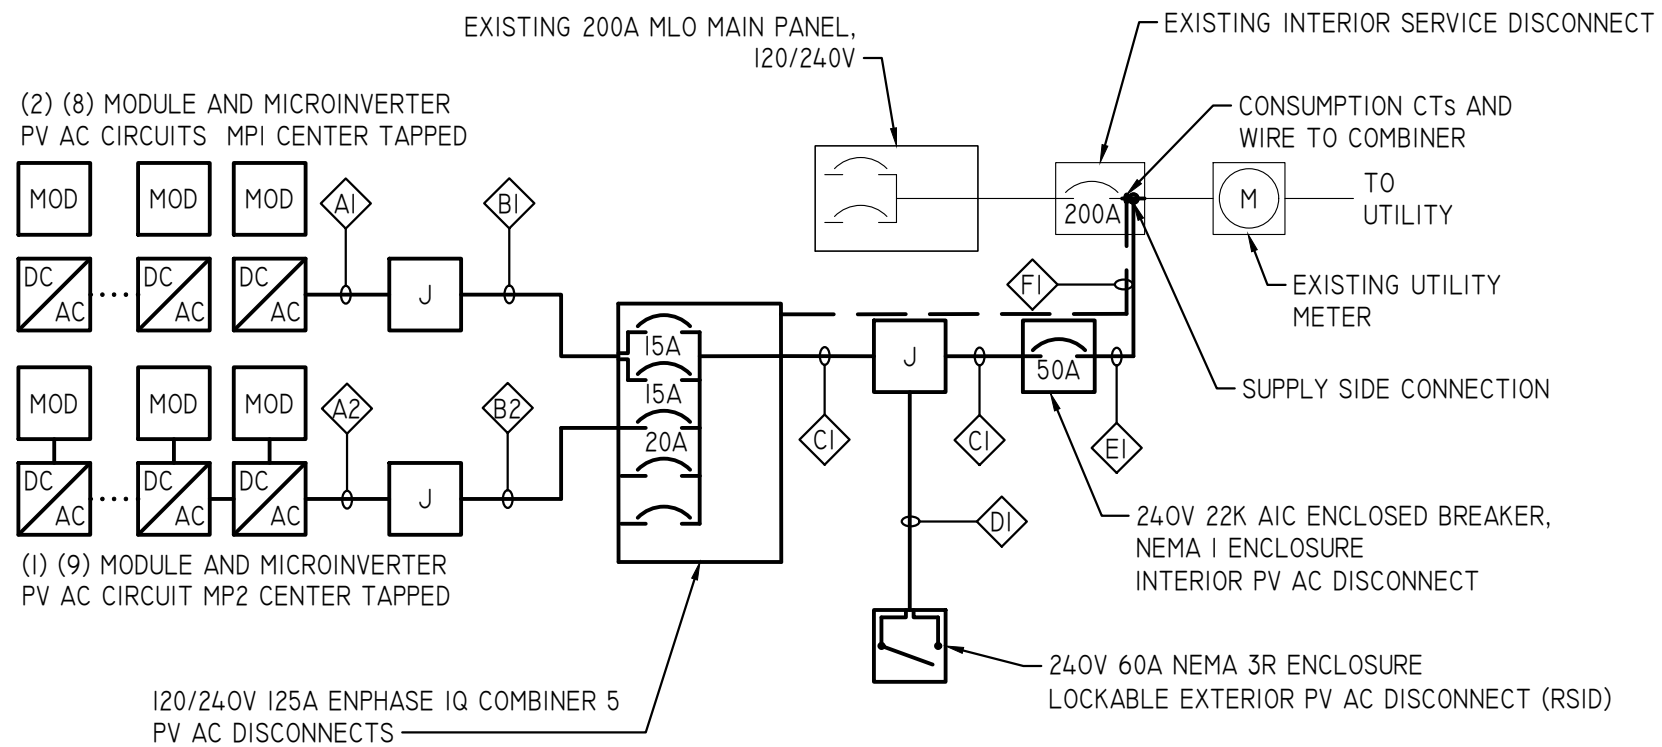 EXISTING 200A MLO MAIN PANEL,
120/240V
EXISTING INTERIOR SERVICE DISCONNECT
(2) (8) MODULE AND MICROINVERTER
PV AC CIRCUITS MP1 CENTER TAPPED
CONSUMPTION CTs AND
WIRE TO COMBINER
MOD
MOD
MOD
A1
B1
200A
M
TO
UTILITY
DC
AC
DC
AC
DC
AC
J
F1
EXISTING UTILITY
METER
15A
15A
20A
J
50A
SUPPLY SIDE CONNECTION
MOD
MOD
MOD
A2
B2
C1
C1
E1
DC
AC
DC
AC
DC
AC
J
D1
240V 22K AIC ENCLOSED BREAKER,
NEMA 1 ENCLOSURE
INTERIOR PV AC DISCONNECT
(1) (9) MODULE AND MICROINVERTER
PV AC CIRCUIT MP2 CENTER TAPPED
240V 60A NEMA 3R ENCLOSURE
LOCKABLE EXTERIOR PV AC DISCONNECT (RSID)
120/240V 125A ENPHASE IQ COMBINER 5
PV AC DISCONNECTS